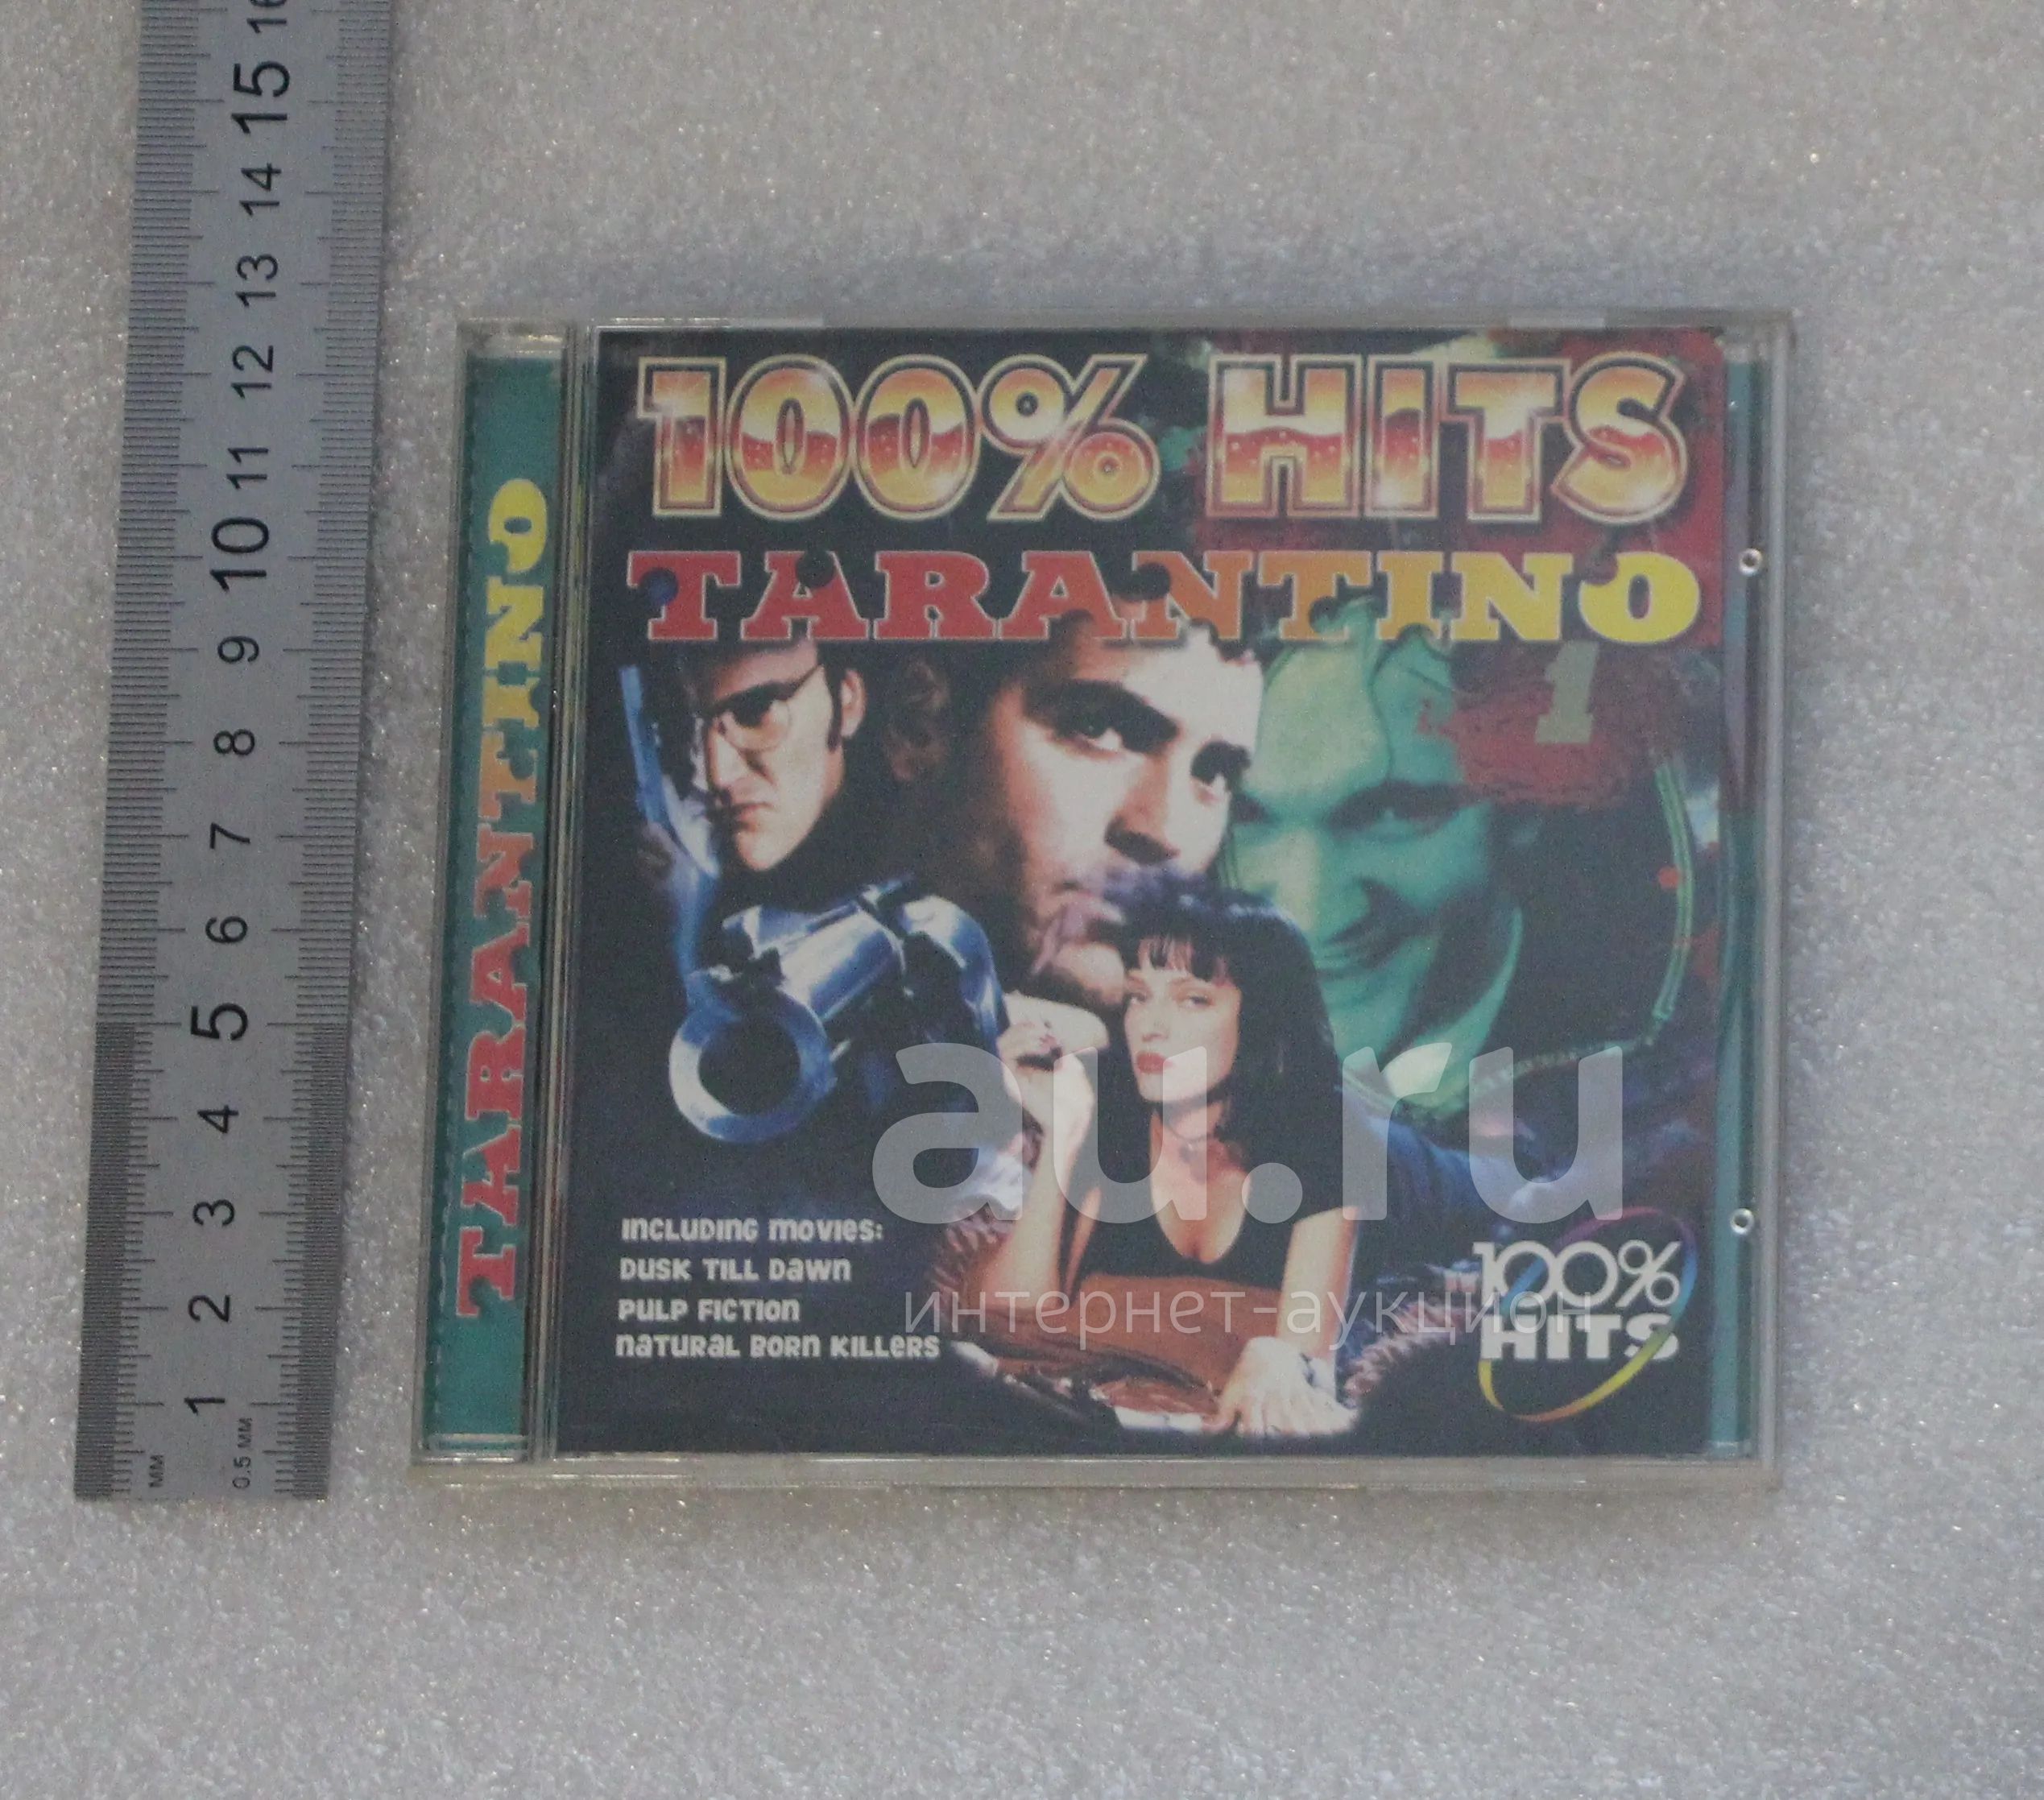 16
15
14
13
12
11
10
9
8
7
6
5
4
3
2
1
MM
0.5 MM
TARANTINO
100% HITS
TARANTINO
1
INCLUDING MOVIES:
DUSK TILL DAWN
PULP FICTION
NATURAL BORN KILLERS
100%
HITS
au.ru
интернет-аукцион